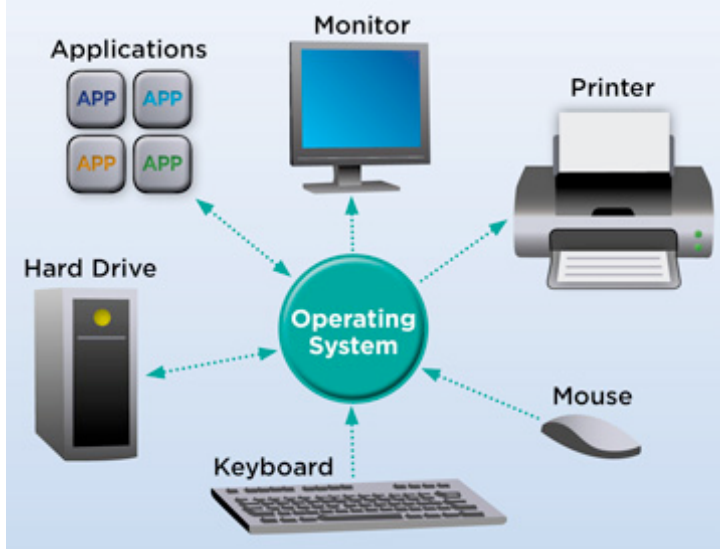 Monitor
Applications
APP APP
APP APP
Printer
Hard Drive
Operating
System
Mouse
Keyboard